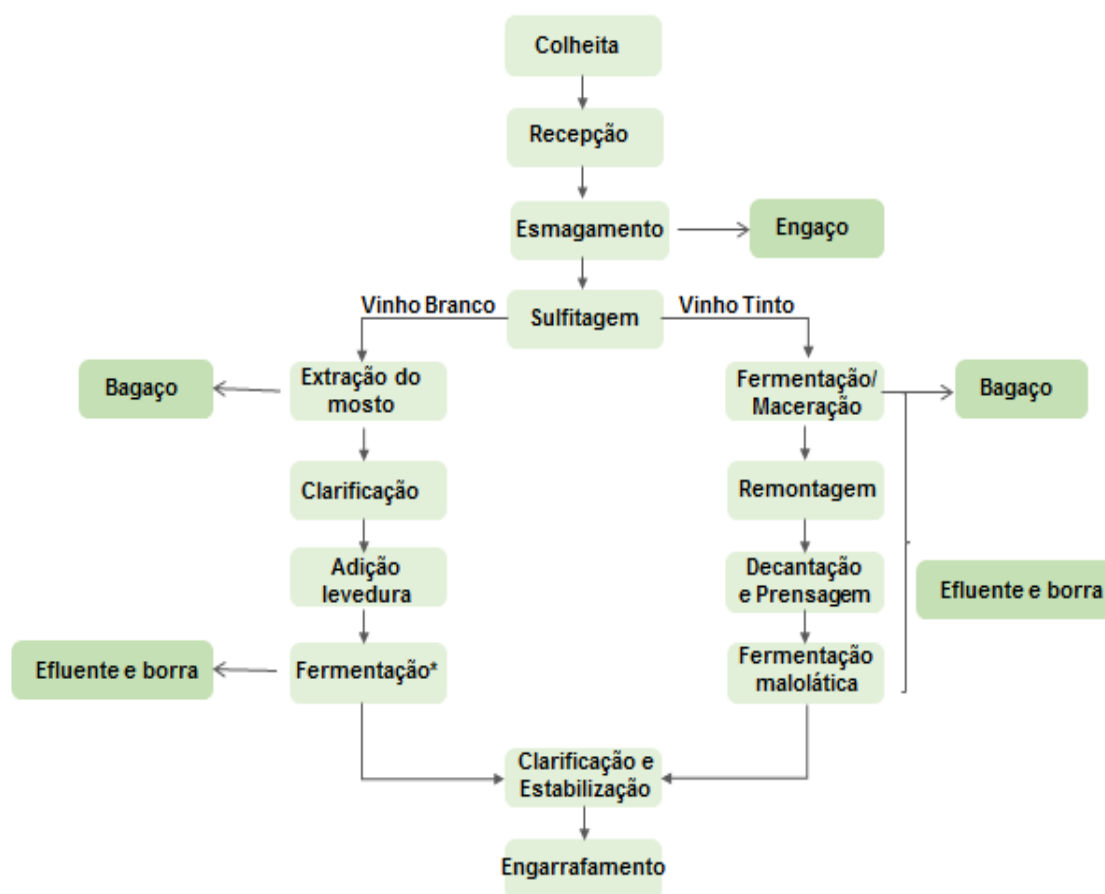 Colheita
Recepção
Esmagamento
Engaço
Vinho Branco
Sulfitagem
Vinho Tinto
Bagaço
Extração do
mosto
Fermentação/
Maceração
Bagaço
Clarificação
Remontagem
Adição
levedura
Decantação
e Prensagem
Efluente e borra
Efluente e borra
Fermentação*
Fermentação
malolática
Clarificação e
Estabilização
Engarrafamento